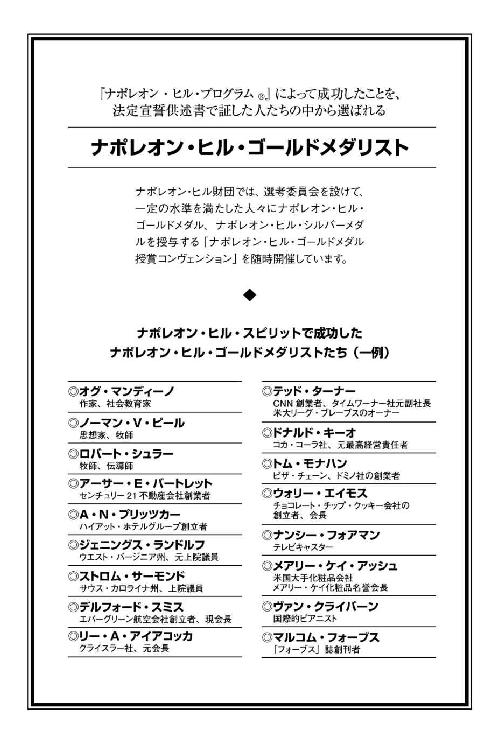 『ナポレオン・ヒル・プログラム®』によって成功したことを、
法定宣誓供述書で証した人たちの中から選ばれる
ナポレオン・ヒル・ゴールドメダリスト
ナポレオン・ヒル財団では、選考委員会を設けて、
一定の水準を満たした人々にナポレオン・ヒル・
ゴールドメダル、ナポレオン・ヒル・シルバーメダ
ルを授与する「ナポレオン・ヒル・ゴールドメダル
授賞コンヴェンション」を随時開催しています。
◆
ナポレオン・ヒル・スピリットで成功した
ナポレオン・ヒル・ゴールドメダリストたち（一例）
◎オグ・マンディーノ
作家、社会教育家
◎ノーマン・V・ピール
思想家、牧師
◎ロバート・シュラー
牧師、伝導師
◎アーサー・E・バートレット
センチュリー21不動産会社創業者
◎A・N・プリッツカー
ハイアット・ホテルグループ創立者
◎ジェニングス・ランドルフ
ウエスト・バージニア州、元上院議員
◎ストロム・サーモンド
サウス・カロライナ州、上院議員
◎デルフォード・スミス
エバーグリーン航空会社創立者、現会長
◎リー・A・アイアコッカ
クライスラー社、元会長
◎テッド・ターナー
CNN創業者、タイムワーナー社元副社長
米大リーグ・ブレーブスのオーナー
◎ドナルド・キーオ
コカ・コーラ社、元最高経営責任者
◎トム・モナハン
ピザ・チェーン、ドミノ社の創業者
◎ウォリー・エイモス
チョコレート・チップ・クッキー会社の
創立者、会長
◎ナンシー・フォアマン
テレビキャスター
◎メアリー・ケイ・アッシュ
米国大手化粧品会社
メアリー・ケイ化粧品名誉会長
◎ヴァン・クライバーン
国際的ピアニスト
◎マルコム・フォーブス
「フォーブス」誌創刊者